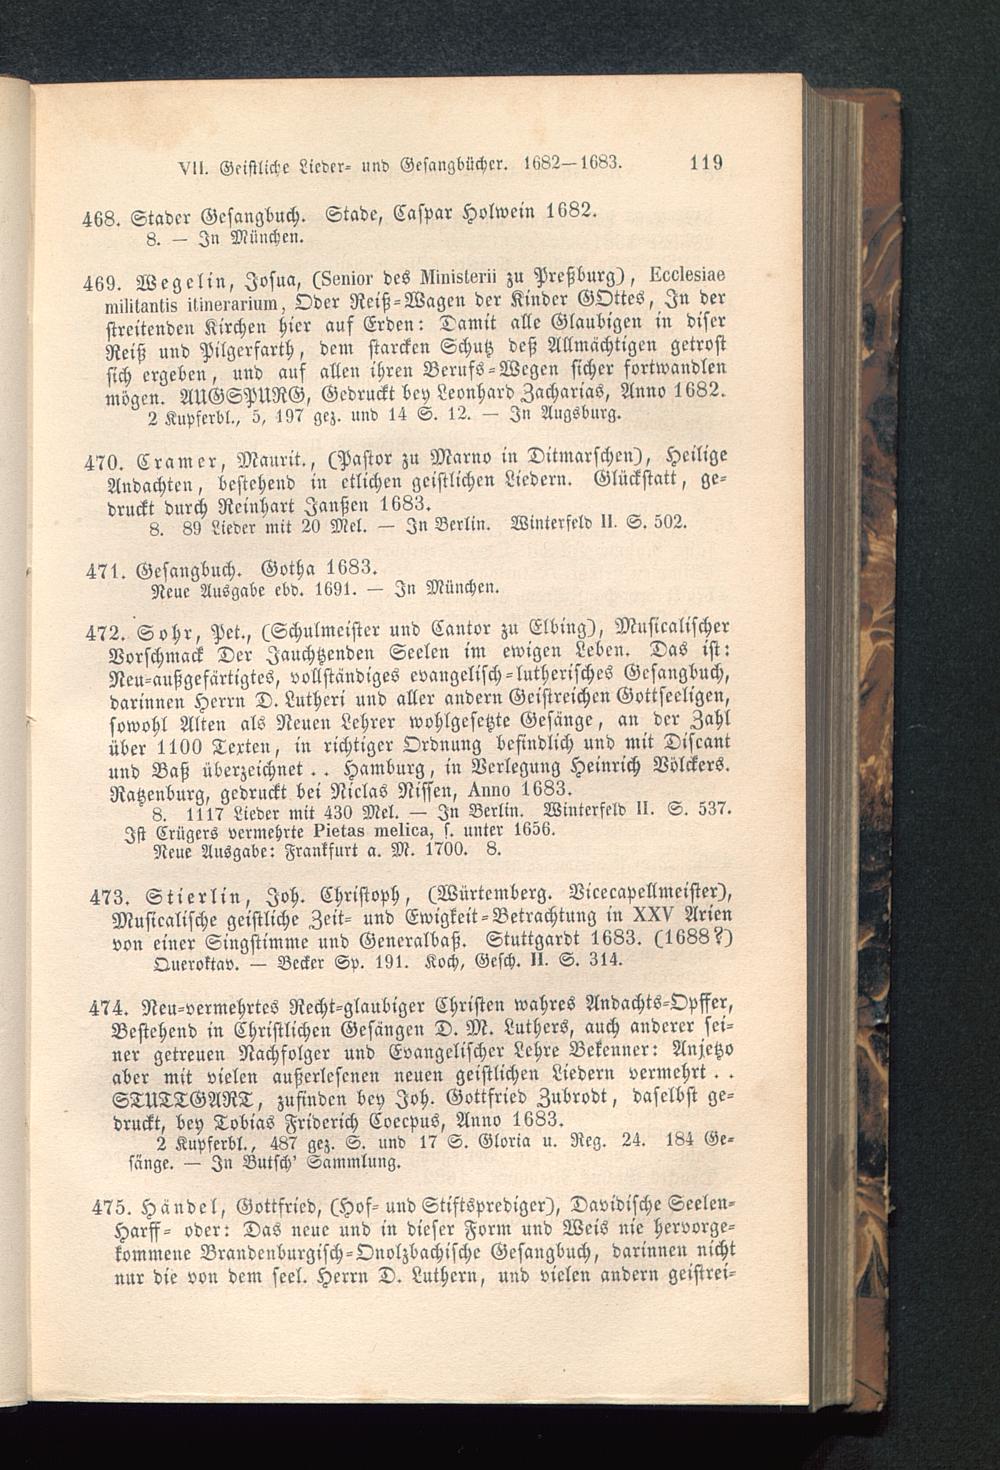 VII. Geistliche Lieder- und Gesangbücher. 1682—1683. 119
468. Stader Gesangbuch. Stade, Caspar Holwein 1682.
8. — In München.
469. Wegelin, Josua, (Senior des Ministerii zu Preßburg), Ecclesiae
militantis itinerarium, Oder Reiß-Wagen der Kinder GOttes, In der
streitenden Kirchen hier auf Erden: Damit alle Glaubigen in diser
Reiß und Pilgerfarth, dem starcken Schutz deß Allmächtigen getrost
sich ergeben, und auf allen ihren Berufs-Wegen sicher fortwandlen
mögen. AUGSPURG, Gedruckt bey Leonhard Zacharias, Anno 1682.
2 Kupferbl., 5, 197 gez. und 14 S. 12. — In Augsburg.
470. Cramer, Maurit., (Pastor zu Marno in Ditmarschen), Heilige
Andachten, bestehend in etlichen geistlichen Liedern. Glückstatt, ge-
druckt durch Reinhart Janßen 1683.
8. 89 Lieder mit 20 Mel. — In Berlin. Winterfeld II. S. 502.
471. Gesangbuch. Gotha 1683.
Neue Ausgabe ebd. 1691. — In München.
472. Sohr, Pet., (Schulmeister und Cantor zu Elbing), Musicalischer
Vorschmack Der Jauchtzenden Seelen im ewigen Leben. Das ist:
Neu-außgefärtigtes, vollständiges evangelisch-lutherisches Gesangbuch,
darinnen Herrn D. Lutheri und aller andern Geistreichen Gottseeligen,
sowohl Alten als Neuen Lehrer wohlgesetzte Gesänge, an der Zahl
über 1100 Texten, in richtiger Ordnung befindlich und mit Discant
und Baß überzeichnet . . Hamburg, in Verlegung Heinrich Völckers.
Ratzenburg, gedruckt bei Niclas Nissen, Anno 1683.
8. 1117 Lieder mit 430 Mel. — In Berlin. Winterfeld II. S. 537.
Ist Crügers vermehrte Pietas melica, s. unter 1656.
Neue Ausgabe: Frankfurt a. M. 1700. 8.
473. Stierlin, Joh. Christoph, (Würtemberg. Vicecapellmeister),
Musicalische geistliche Zeit- und Ewigkeit-Betrachtung in XXV Arien
von einer Singstimme und Generalbaß. Stuttgardt 1683. (1688?)
Queroktav. — Becker Sp. 191. Koch, Gesch. II. S. 314.
474. Neu-vermehrtes Recht-glaubiger Christen wahres Andachts-Opffer,
Bestehend in Christlichen Gesängen D. M. Luthers, auch anderer sei-
ner getreuen Nachfolger und Evangelischer Lehre Bekenner: Anjetzo
aber mit vielen außerlesenen neuen geistlichen Liedern vermehrt . .
STUTTGART, zufinden bey Joh. Gottfried Zubrodt, daselbst ge-
druckt, bey Tobias Friderich Coecpus, Anno 1683.
2 Kupferbl., 487 gez. S. und 17 S. Gloria u. Reg. 24. 184 Ge-
sänge. — In Butsch' Sammlung.
475. Händel, Gottfried, (Hof- und Stiftsprediger), Davidische Seelen-
Harff- oder: Das neue und in dieser Form und Weis nie hervorge-
kommene Brandenburgisch-Onolzbachische Gesangbuch, darinnen nicht
nur die von dem seel. Herrn D. Luthern, und vielen andern geistrei-